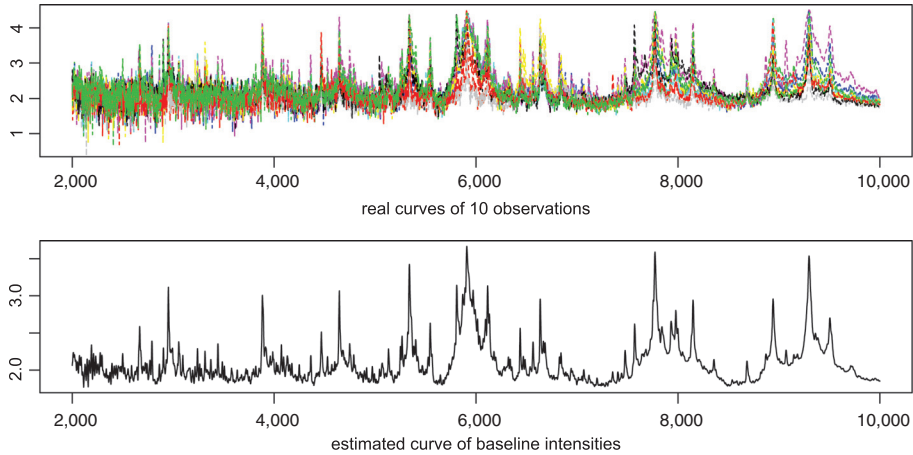 4
3
2
1
2,000 4,000 6,000 8,000 10,000
real curves of 10 observations
3.0
2.0
2,000 4,000 6,000 8,000 10,000
estimated curve of baseline intensities